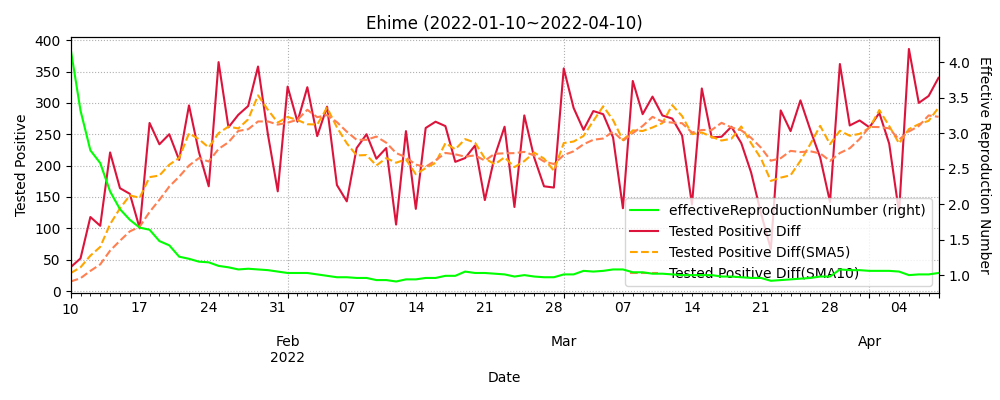 Ehime (2022-01-10~2022-04-10)
Tested Positive
400
350
300
250
200
150
100
50
0
4.0
3.5
3.0
2.5
2.0
1.5
1.0
Effective Reproduction Number
effectiveReproductionNumber (right)
Tested Positive Diff
Tested Positive Diff(SMA5)
Tested Positive Diff(SMA10)
10 17 24 31 07 14 21 28 07 14 21 28 04
Feb Mar Apr
2022
Date